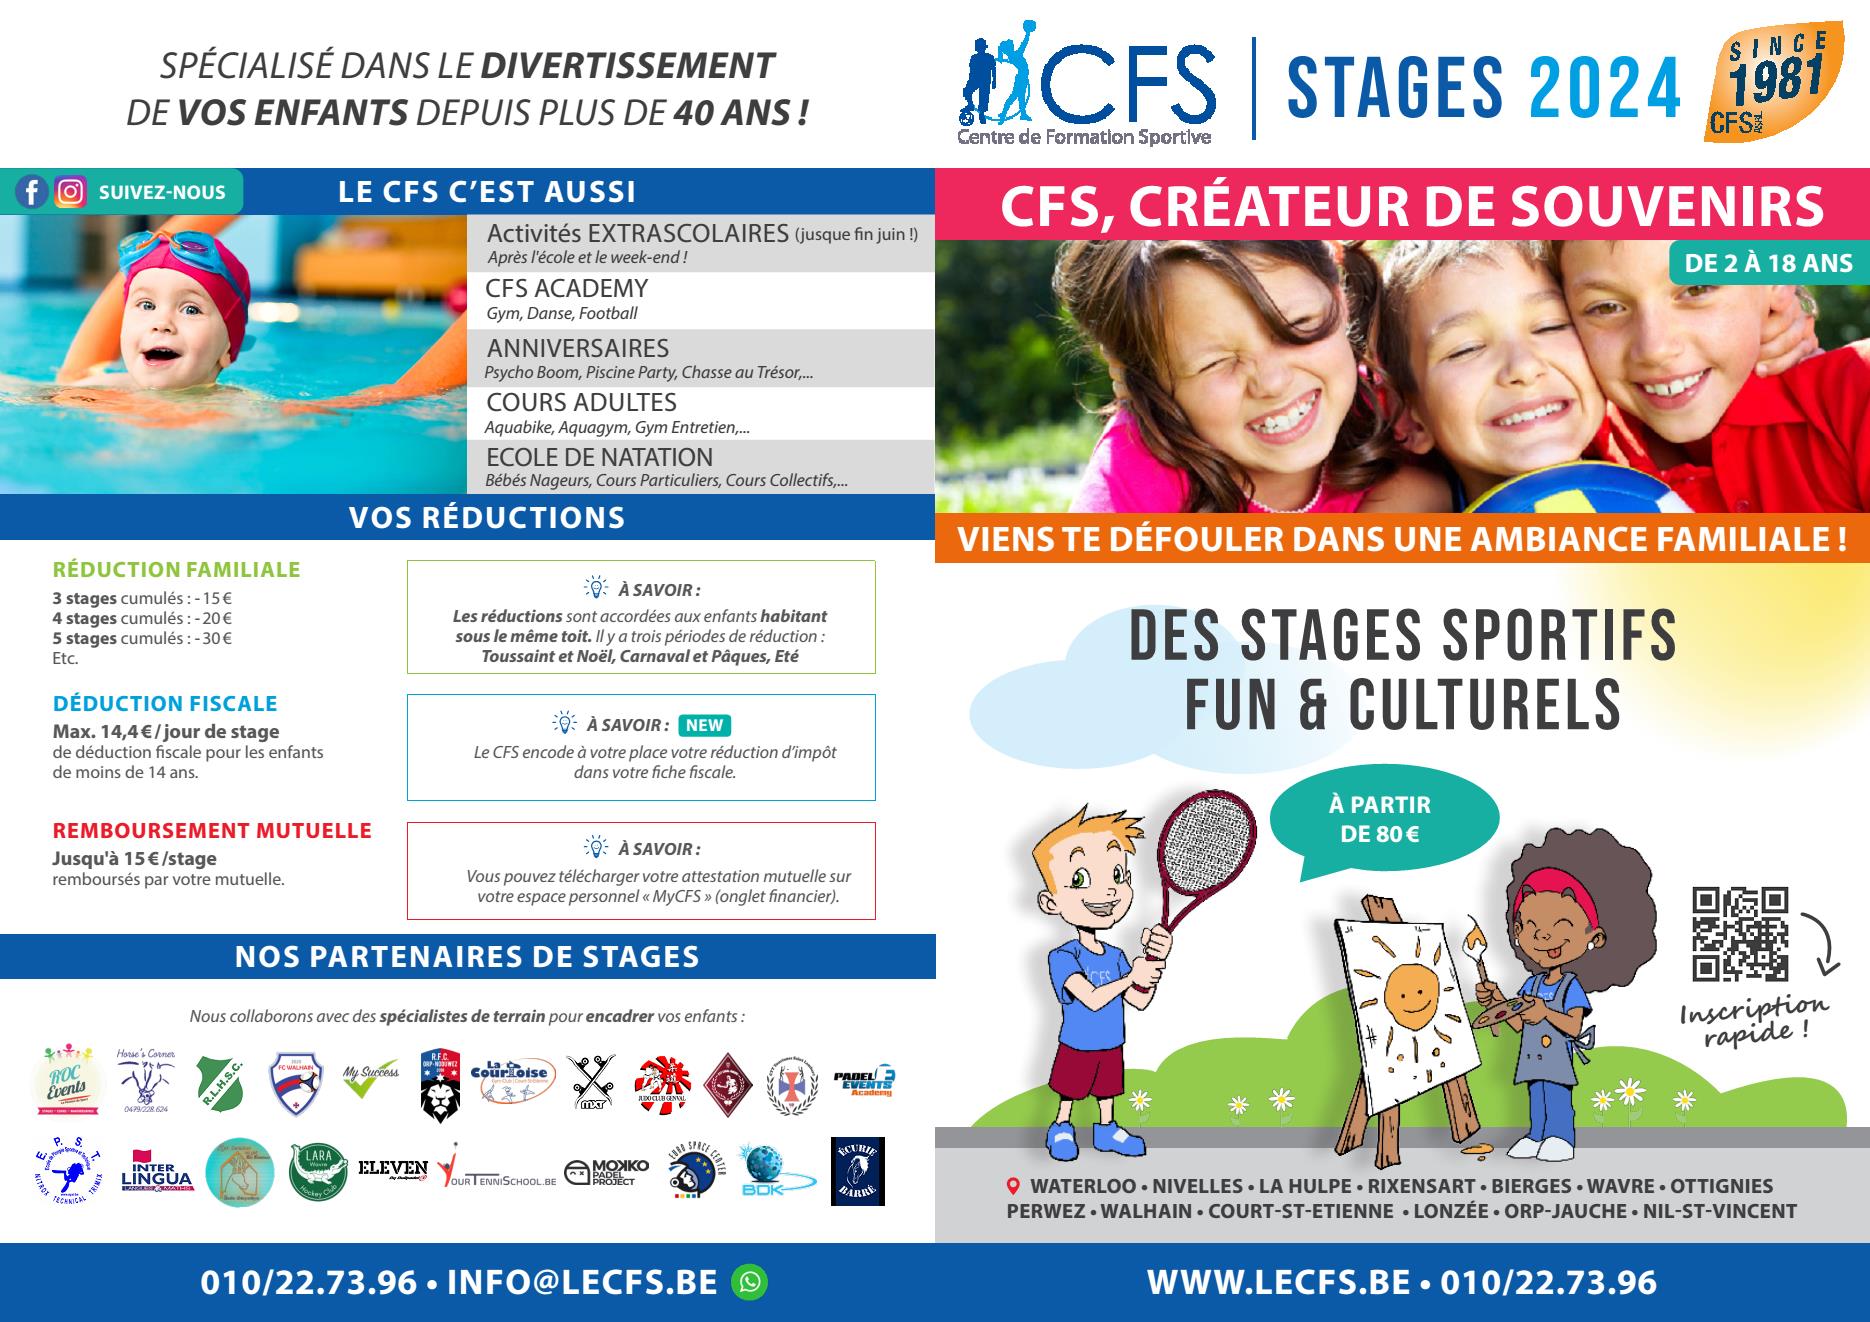 SPÉCIALISÉ DANS LE DIVERTISSEMENT
DE VOS ENFANTS DEPUIS PLUS DE 40 ANS !
SUIVEZ-NOUS
LE CFS C'EST AUSSI
Activités EXTRASCOLAIRES (jusque fin juin !)
Après l'école et le week-end !
CFS ACADEMY
Gym, Danse, Football
ANNIVERSAIRES
Psycho Boom, Piscine Party, Chasse au Trésor,...
COURS ADULTES
Aquabike, Aquagym, Gym Entretien,...
ECOLE DE NATATION
Bébés Nageurs, Cours Particuliers, Cours Collectifs,...
VOS RÉDUCTIONS
RÉDUCTION FAMILIALE
3 stages cumulés : - 15 €
4 stages cumulés : - 20 €
5 stages cumulés : - 30 €
Etc.
À SAVOIR :
Les réductions sont accordées aux enfants habitant
sous le même toit. Il y a trois périodes de réduction :
Toussaint et Noël, Carnaval et Pâques, Eté
DÉDUCTION FISCALE
Max. 14,4 € / jour de stage
de déduction fiscale pour les enfants
de moins de 14 ans.
À SAVOIR : NEW
Le CFS encode à votre place votre réduction d'impôt
dans votre fiche fiscale.
REMBOURSEMENT MUTUELLE
Jusqu'à 15 € /stage
remboursés par votre mutuelle.
À SAVOIR :
Vous pouvez télécharger votre attestation mutuelle sur
votre espace personnel « MyCFS » (onglet financier).
NOS PARTENAIRES DE STAGES
Nous collaborons avec des spécialistes de terrain pour encadrer vos enfants :
ROC
Events
Horse's Corner
0479/228.624
R.L.H.S.C.
FC WALHAIN
My Success
R.F.C.
ORP-NODUWEZ
La
CourToise
Gym-Club | Court-St-Etienne
MXT
JUDO CLUB GENVAL
PADEL
EVENTS
Academy
E.P.S.T.
NITROX TECHNICAL TRIMIX
INTER
LINGUA
LANGUES & MATHS
LARA
Wavre
Hockey Club
ELEVEN
YOURTENNISSCHOOL.BE
MOKKO
PADEL
PROJECT
EURO SPACE CENTER
BDK
ÉCURIE
BARRÉ
010/22.73.96 • INFO@LECFS.BE
CFS
Centre de Formation Sportive
STAGES 2024
SINCE
1981
CFS ASBL
CFS, CRÉATEUR DE SOUVENIRS
DE 2 À 18 ANS
VIENS TE DÉFOULER DANS UNE AMBIANCE FAMILIALE !
DES STAGES SPORTIFS
FUN & CULTURELS
À PARTIR
DE 80 €
CFS
Inscription
rapide !
WATERLOO • NIVELLES • LA HULPE • RIXENSART • BIERGES • WAVRE • OTTIGNIES
PERWEZ • WALHAIN • COURT-ST-ETIENNE • LONZÉE • ORP-JAUCHE • NIL-ST-VINCENT
WWW.LECFS.BE • 010/22.73.96